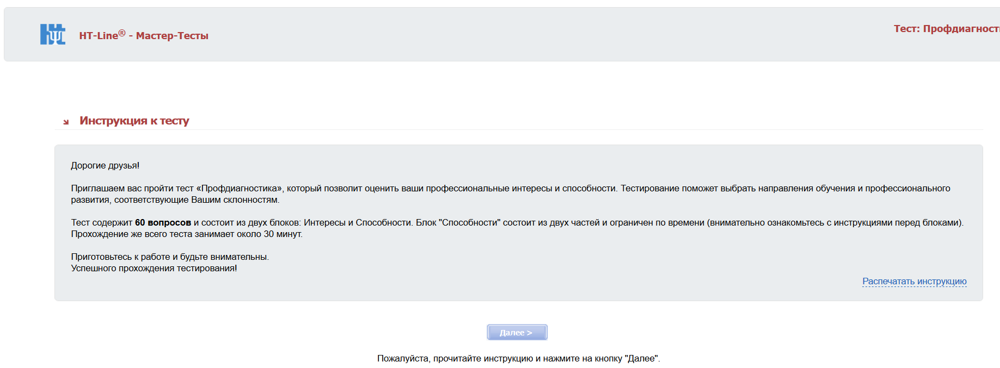 HT-Line® - Мастер-Тесты
Тест: Профдиагност
Инструкция к тесту
Дорогие друзья!
Приглашаем вас пройти тест «Профдиагностика», который позволит оценить ваши профессиональные интересы и способности. Тестирование поможет выбрать направления обучения и профессионального
развития, соответствующие Вашим склонностям.
Тест содержит 60 вопросов и состоит из двух блоков: Интересы и Способности. Блок "Способности" состоит из двух частей и ограничен по времени (внимательно ознакомьтесь с инструкциями перед блоками).
Прохождение же всего теста занимает около 30 минут.
Приготовьтесь к работе и будьте внимательны.
Успешного прохождения тестирования!
Распечатать инструкцию
Далее >
Пожалуйста, прочитайте инструкцию и нажмите на кнопку "Далее".